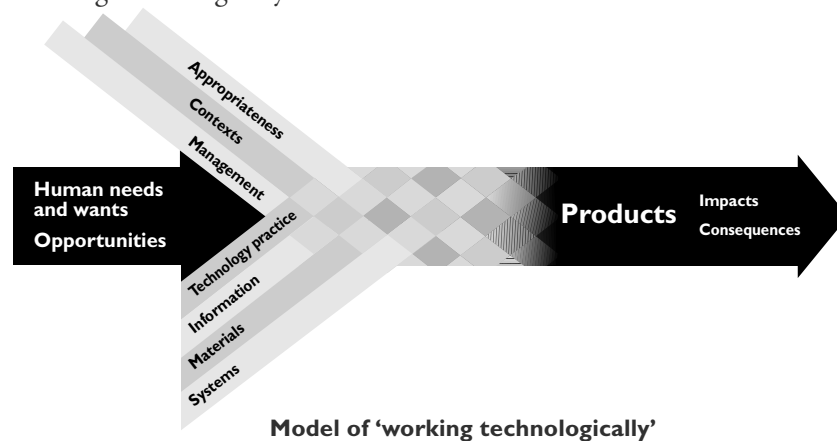 Appropriateness
Contexts
Management
Human needs
and wants
Opportunities
Technology practice
Information
Materials
Systems
Products
Impacts
Consequences
Model of ‘working technologically’